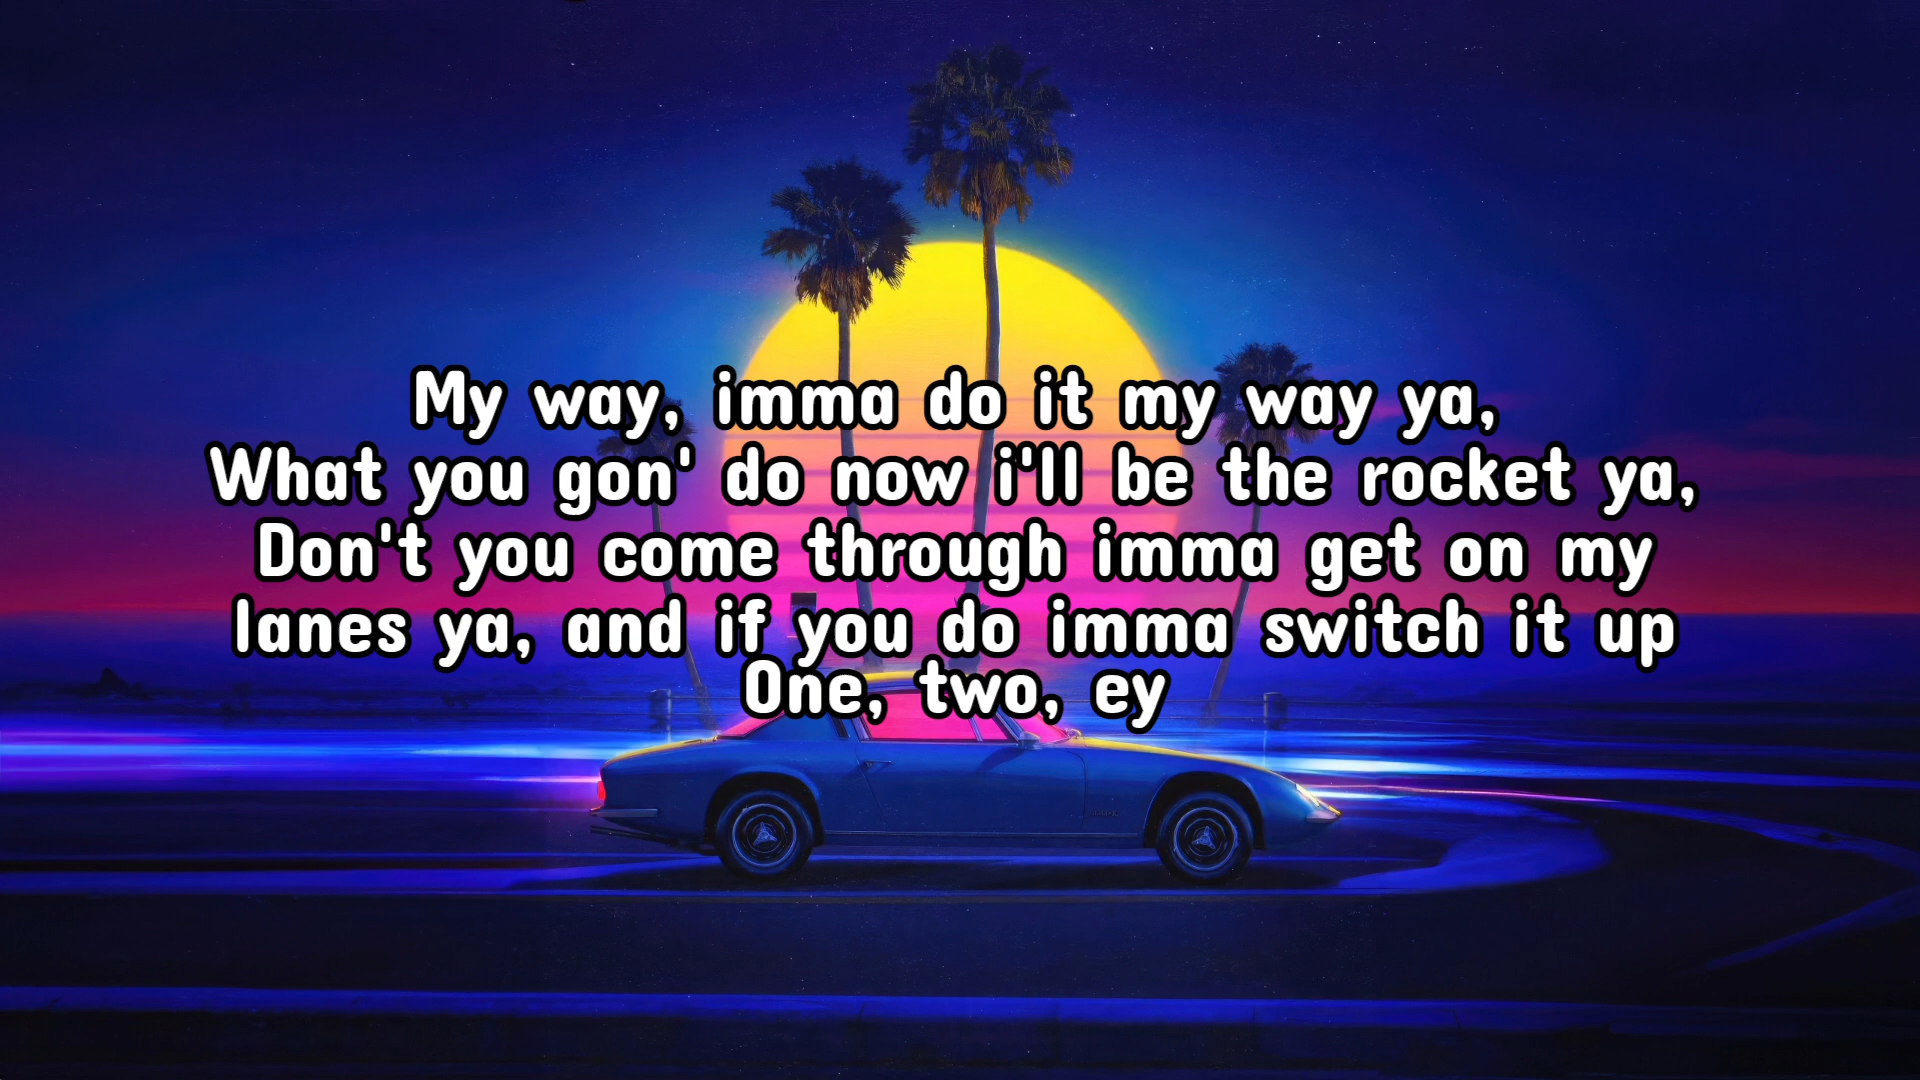 My way, imma do it my way ya,
What you gon' do now i'll be the rocket ya,
Don't you come through imma get on my
lanes ya, and if you do imma switch it up
One, two, ey